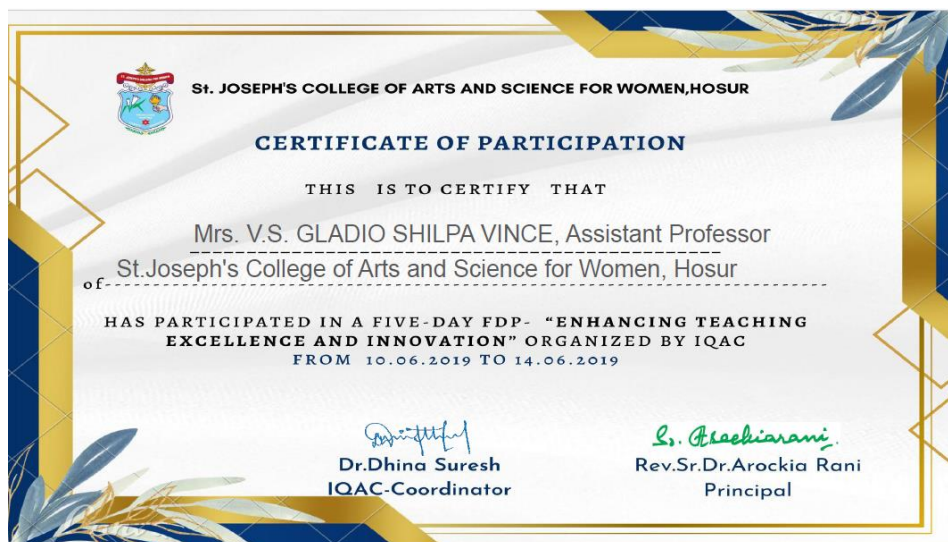 St. JOSEPH'S COLLEGE OF ARTS AND SCIENCE FOR WOMEN,HOSUR
CERTIFICATE OF PARTICIPATION
THIS IS TO CERTIFY THAT
Mrs. V.S. GLADIO SHILPA VINCE, Assistant Professor
of St.Joseph's College of Arts and Science for Women, Hosur
HAS PARTICIPATED IN A FIVE-DAY FDP- “ENHANCING TEACHING
EXCELLENCE AND INNOVATION” ORGANIZED BY IQAC
FROM 10.06.2019 TO 14.06.2019
Dr.Dhina Suresh
IQAC-Coordinator
Rev.Sr.Dr.Arockia Rani
Principal